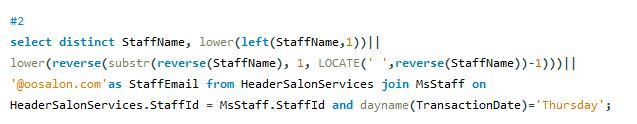 #2
select distinct StaffName, lower(left(StaffName,1))||
lower(reverse(substr(reverse(StaffName), 1, LOCATE(' ',reverse(StaffName))-1)))||
'@oosalon.com'as StaffEmail from HeaderSalonServices join MsStaff on
HeaderSalonServices.StaffId = MsStaff.StaffId and dayname(TransactionDate)='Thursday';